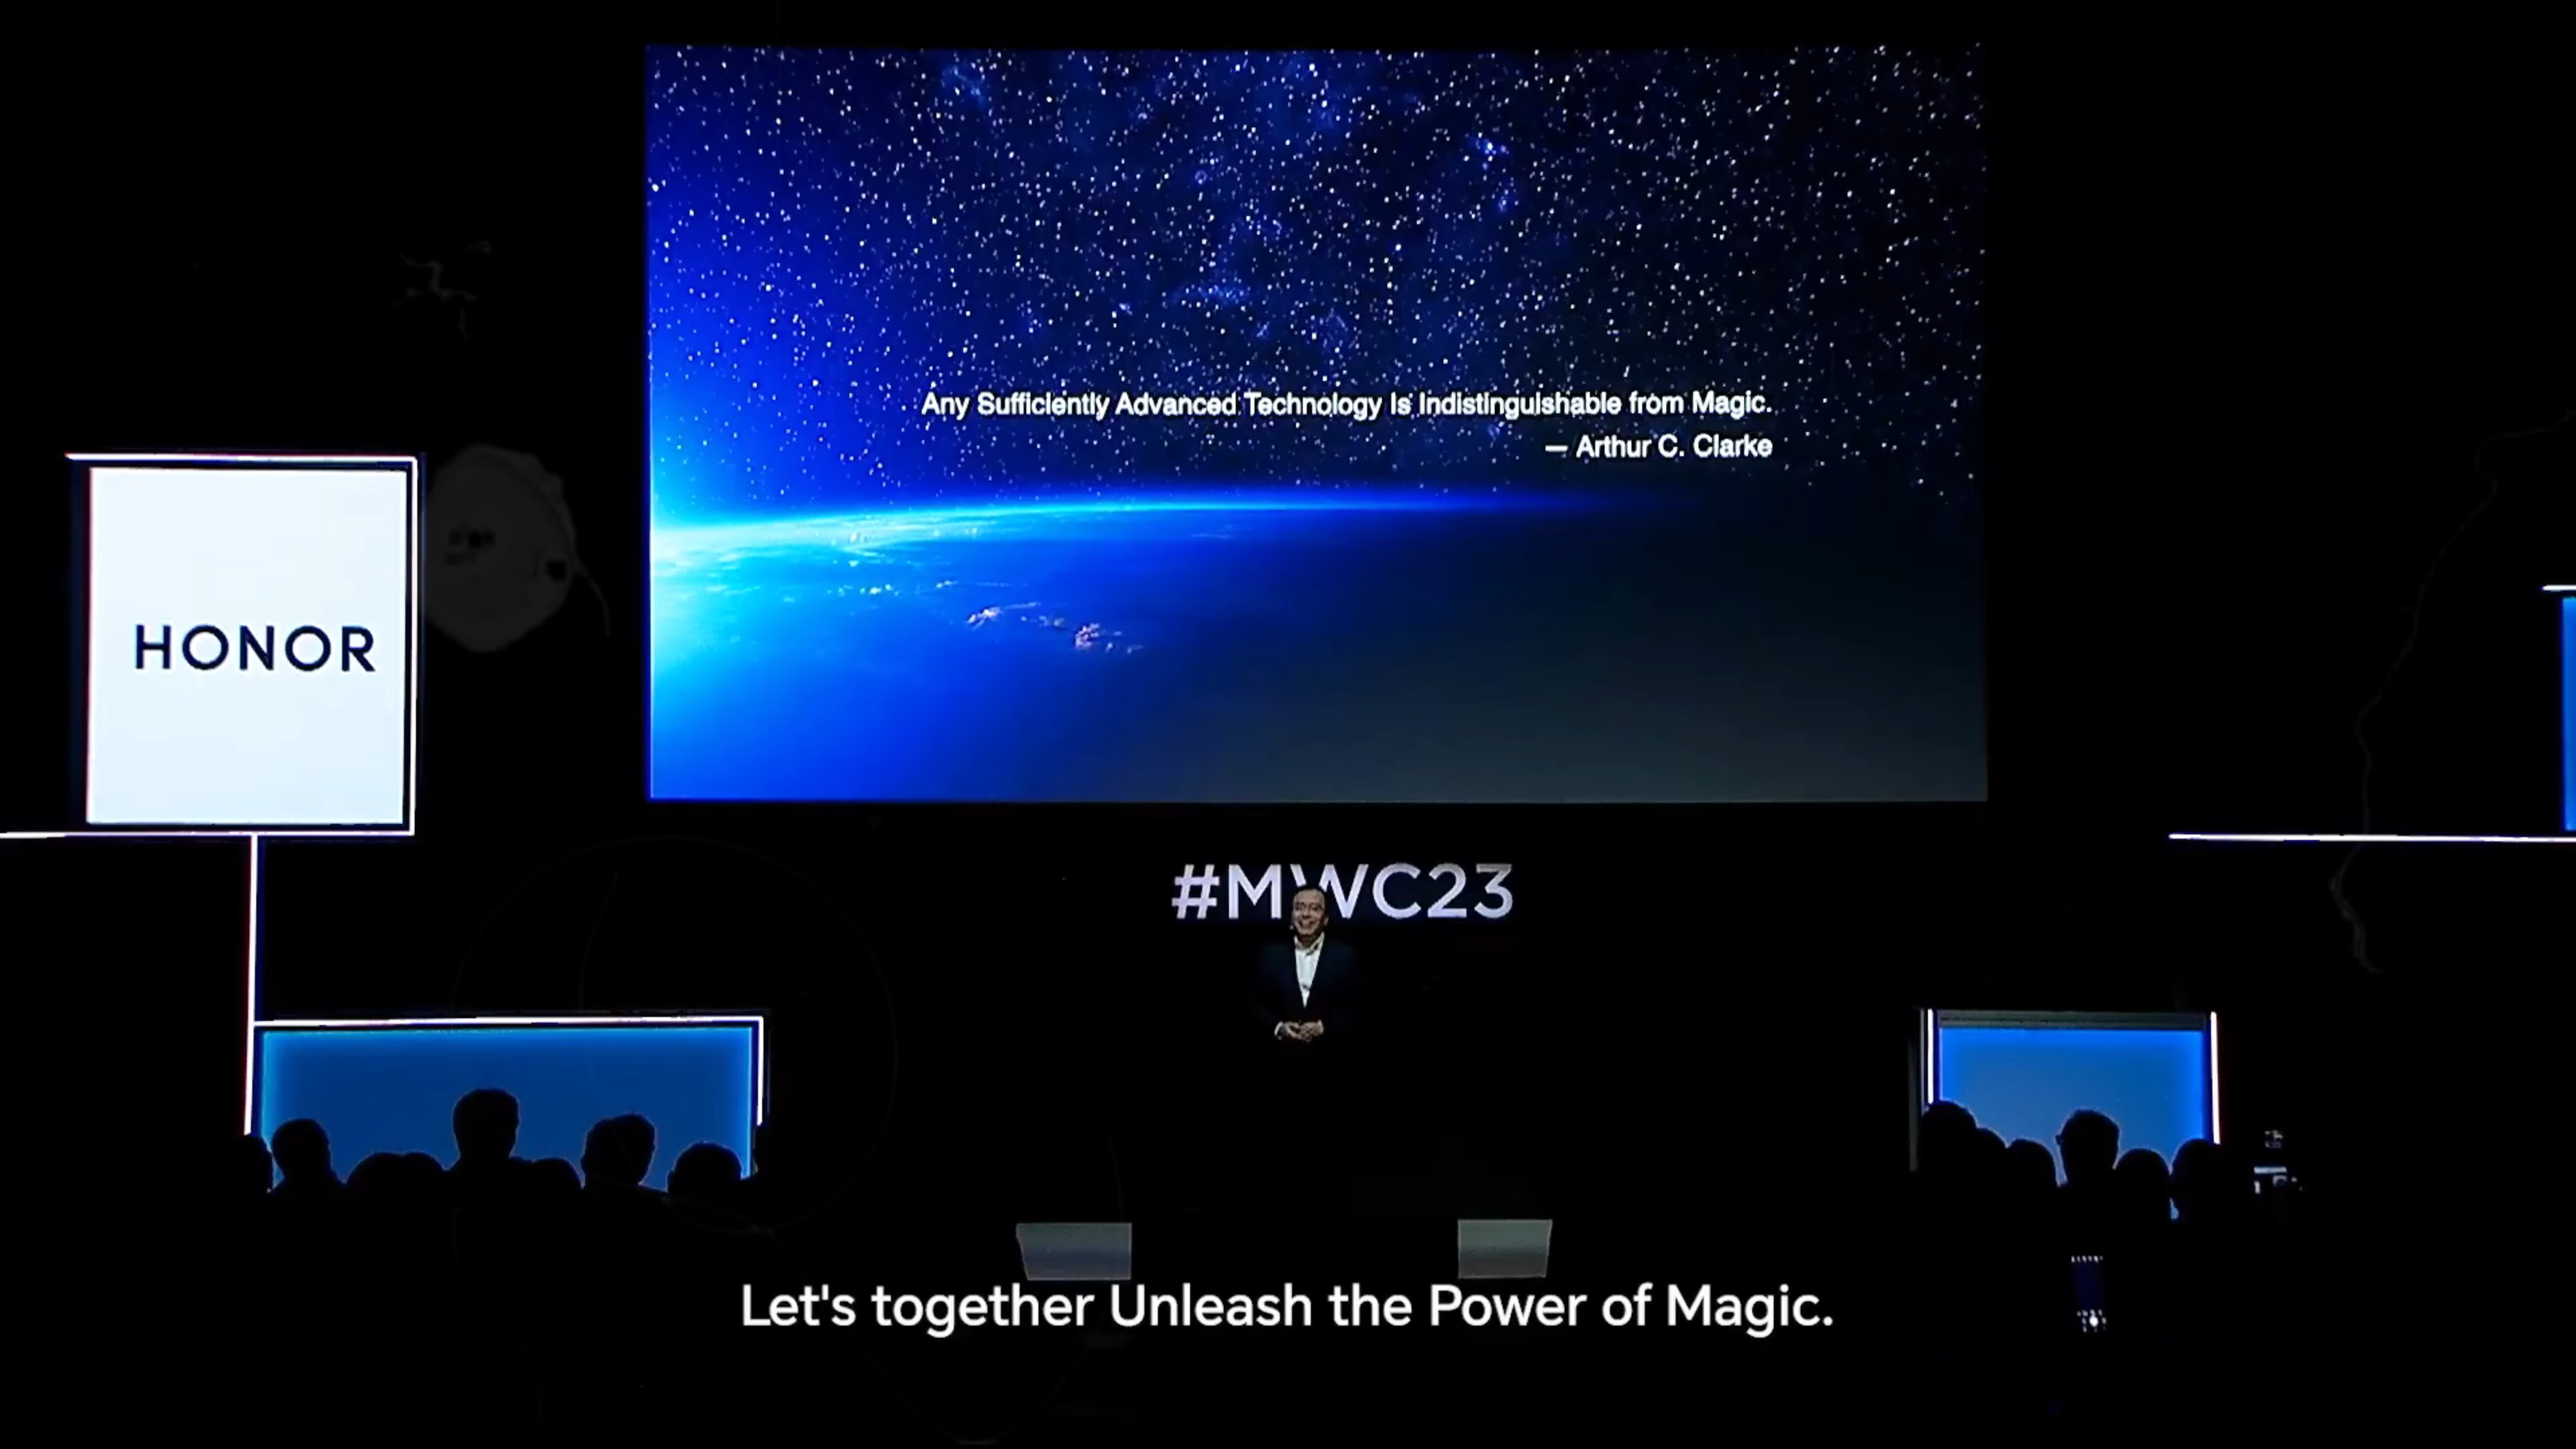 Any Sufficiently Advanced Technology Is Indistinguishable from Magic.
— Arthur C. Clarke
HONOR
#MWC23
Let's together Unleash the Power of Magic.